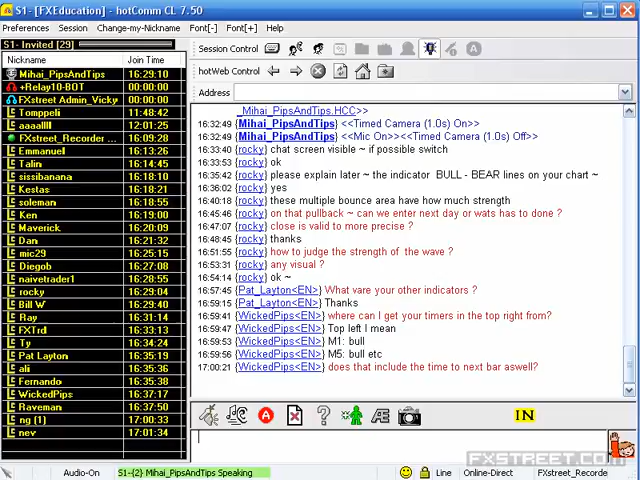 S1- [FXEducation] - hotComm CL 7.50
Preferences Session Change-my-Nickname Font[-] Font[+] Help
S1- Invited [29]
Session Control
Nickname Join Time
hotWeb Control
Address
Mihai_PipsAndTips 16:29:10
+Relay10-BOT 00:00:00
FXstreet Admin_Vicky 00:00:00
Tomppeli 11:48:42
aaaallll 12:01:25
FXstreet_Recorder 16:09:28
Emmanuel 16:13:26
Talin 16:14:45
sissibanana 16:18:10
Kestas 16:18:21
soleman 16:18:55
Ken 16:19:00
Maverick 16:20:09
Dan 16:21:32
mic29 16:25:15
Diegob 16:27:08
naivetrader1 16:28:55
rocky 16:29:10
Bill W 16:29:40
Ray 16:31:14
FXTrd 16:33:13
Ty 16:34:24
Pat Layton 16:35:19
ali 16:35:36
Fernando 16:35:38
WickedPips 16:37:17
Raveman 16:37:50
ng (1) 17:00:33
nev 17:01:34
_Mihai_PipsAndTips.HCC>>
16:32:49 {Mihai_PipsAndTips} <<Timed Camera (1.0s) On>>
16:32:49 {Mihai_PipsAndTips} <<Mic On>><<Timed Camera (1.0s) Off>>
16:33:40 {rocky} chat screen visible ~ if possible switch
16:33:53 {rocky} ok
16:35:42 {rocky} please explain later ~ the indicator BULL - BEAR lines on your chart ~
16:36:02 {rocky} yes
16:40:18 {rocky} these multiple bounce area have how much strength
16:45:46 {rocky} on that pullback ~ can we enter next day or wats has to done ?
16:47:07 {rocky} close is valid to more precise ?
16:48:45 {rocky} thanks
16:51:55 {rocky} how to judge the strength of the wave ?
16:53:31 {rocky} any visual ?
16:54:14 {rocky} ok ~
16:57:45 {Pat_Layton<EN>} What vare your other indicators ?
16:59:15 {Pat_Layton<EN>} Thanks
16:59:41 {WickedPips<EN>} where can I get your timers in the top right from?
16:59:47 {WickedPips<EN>} Top left I mean
16:59:53 {WickedPips<EN>} M1: bull
16:59:56 {WickedPips<EN>} M5: bull etc
17:00:21 {WickedPips<EN>} does that include the time to next bar aswell?
IN
FXSTREET.COM
Audio-On S1-{2} Mihai_PipsAndTips Speaking Line Online-Direct FXstreet_Recorde